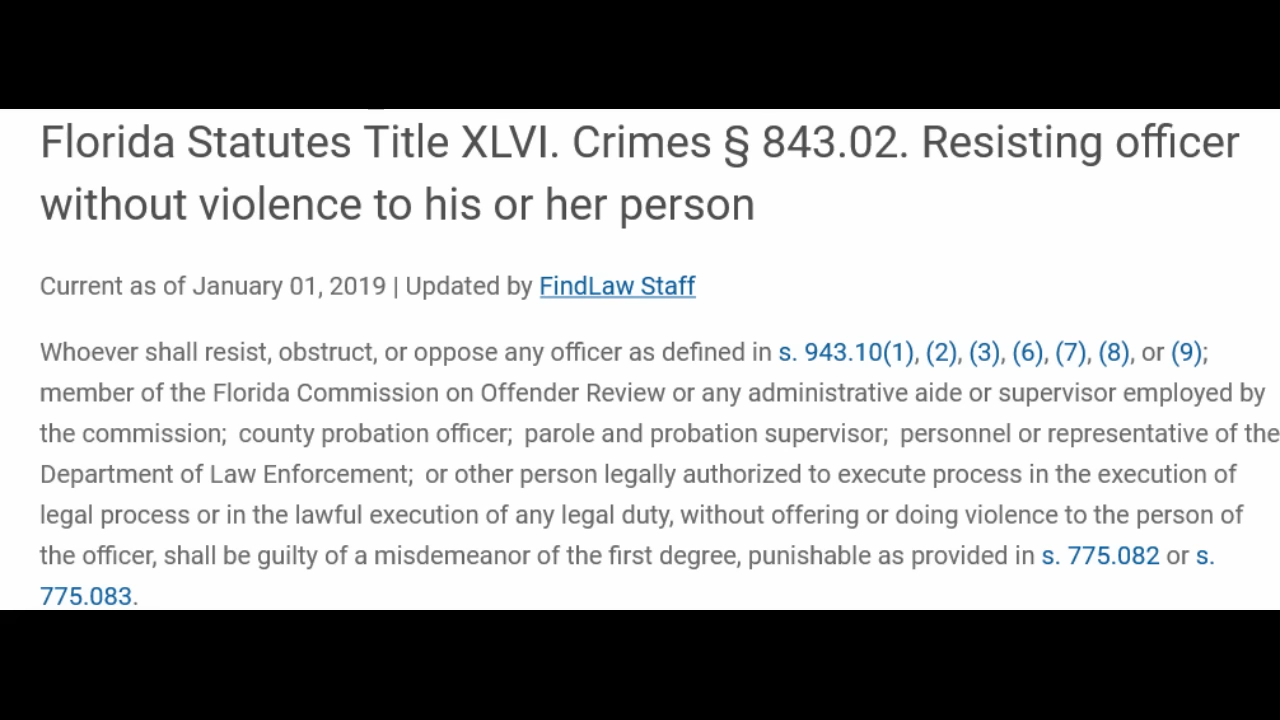 Florida Statutes Title XLVI. Crimes § 843.02. Resisting officer
without violence to his or her person
Current as of January 01, 2019 | Updated by FindLaw Staff
Whoever shall resist, obstruct, or oppose any officer as defined in s. 943.10(1), (2), (3), (6), (7), (8), or (9);
member of the Florida Commission on Offender Review or any administrative aide or supervisor employed by
the commission; county probation officer; parole and probation supervisor; personnel or representative of the
Department of Law Enforcement; or other person legally authorized to execute process in the execution of
legal process or in the lawful execution of any legal duty, without offering or doing violence to the person of
the officer, shall be guilty of a misdemeanor of the first degree, punishable as provided in s. 775.082 or s.
775.083.